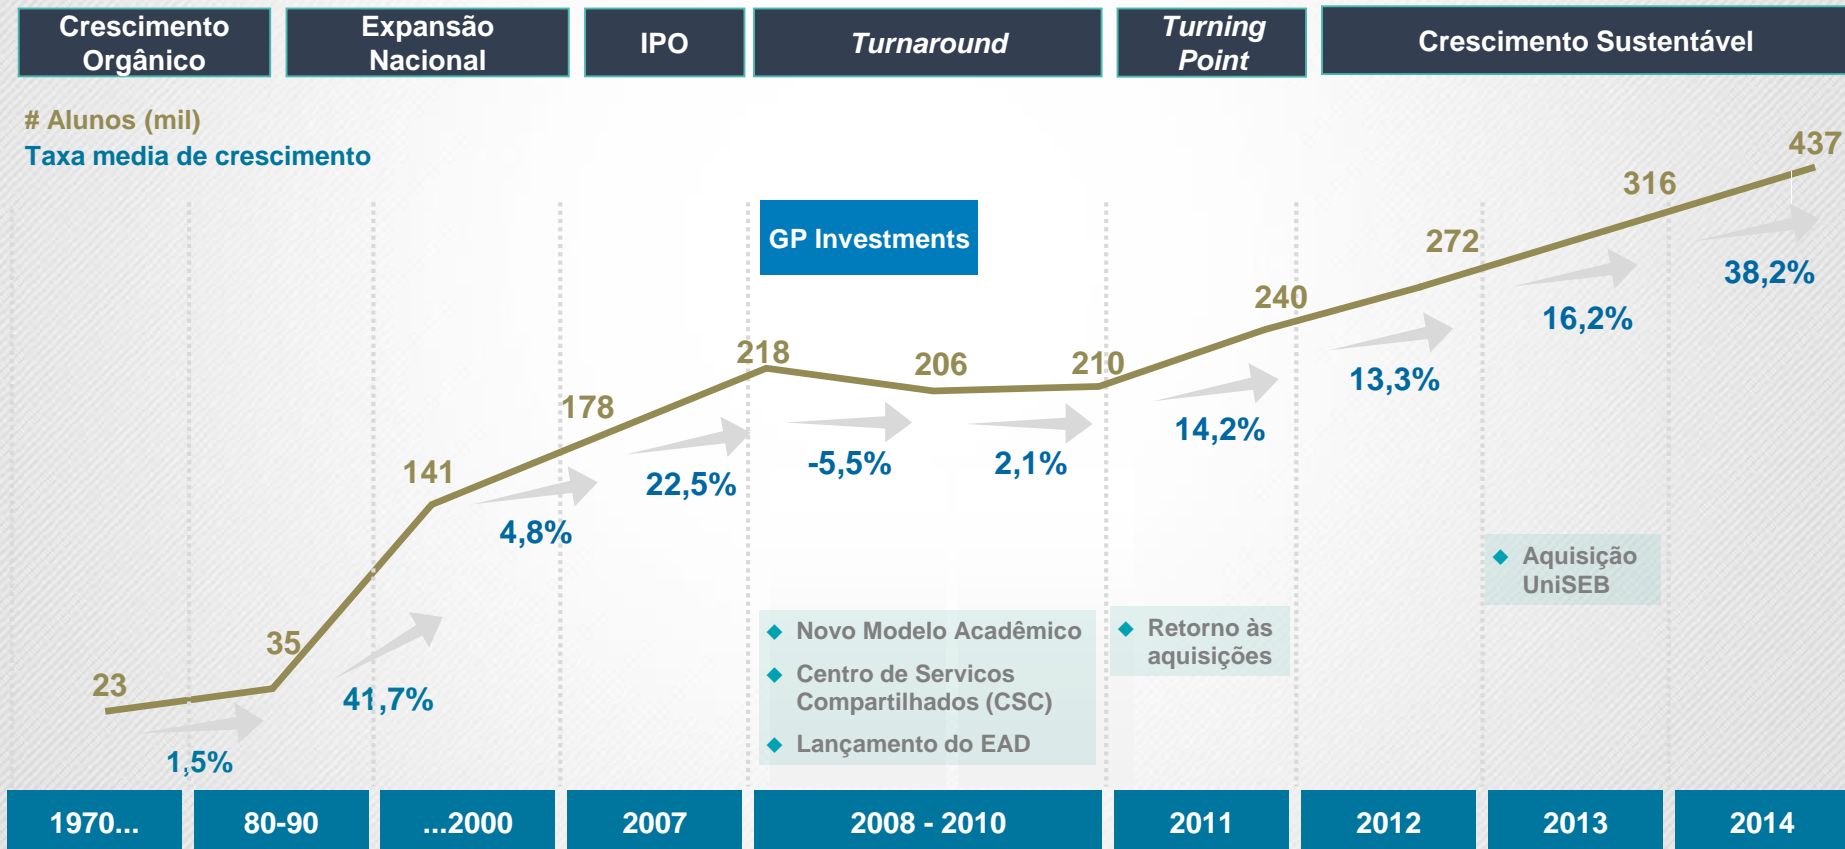 Crescimento
Orgânico
Expansão
Nacional
IPO
Turnaround
Turning
Point
Crescimento Sustentável
# Alunos (mil)
Taxa media de crescimento
GP Investments
23
35
141
178
218
206
210
240
272
316
437
1,5%
41,7%
4,8%
22,5%
-5,5%
2,1%
14,2%
13,3%
16,2%
38,2%
Novo Modelo Acadêmico
Centro de Servicos
Compartilhados (CSC)
Lançamento do EAD
Retorno às
aquisições
Aquisição
UniSEB
1970...
80-90
...2000
2007
2008 - 2010
2011
2012
2013
2014